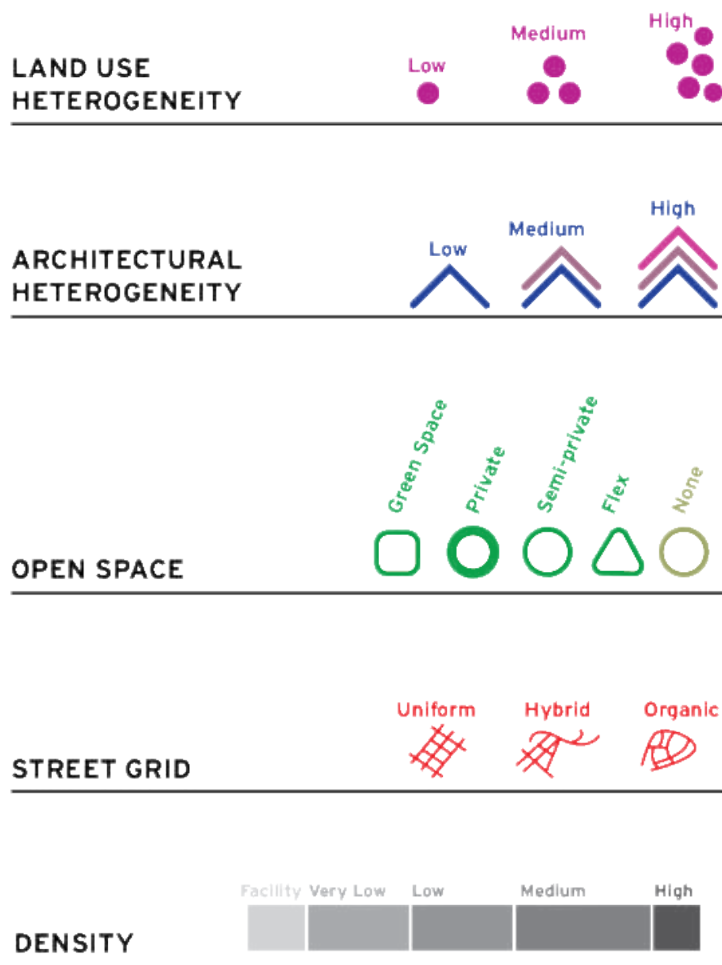 LAND USE
HETEROGENEITY
Low
Medium
High
ARCHITECTURAL
HETEROGENEITY
Low
Medium
High
OPEN SPACE
Green Space
Private
Semi-private
Flex
None
STREET GRID
Uniform
Hybrid
Organic
DENSITY
Facility
Very Low
Low
Medium
High